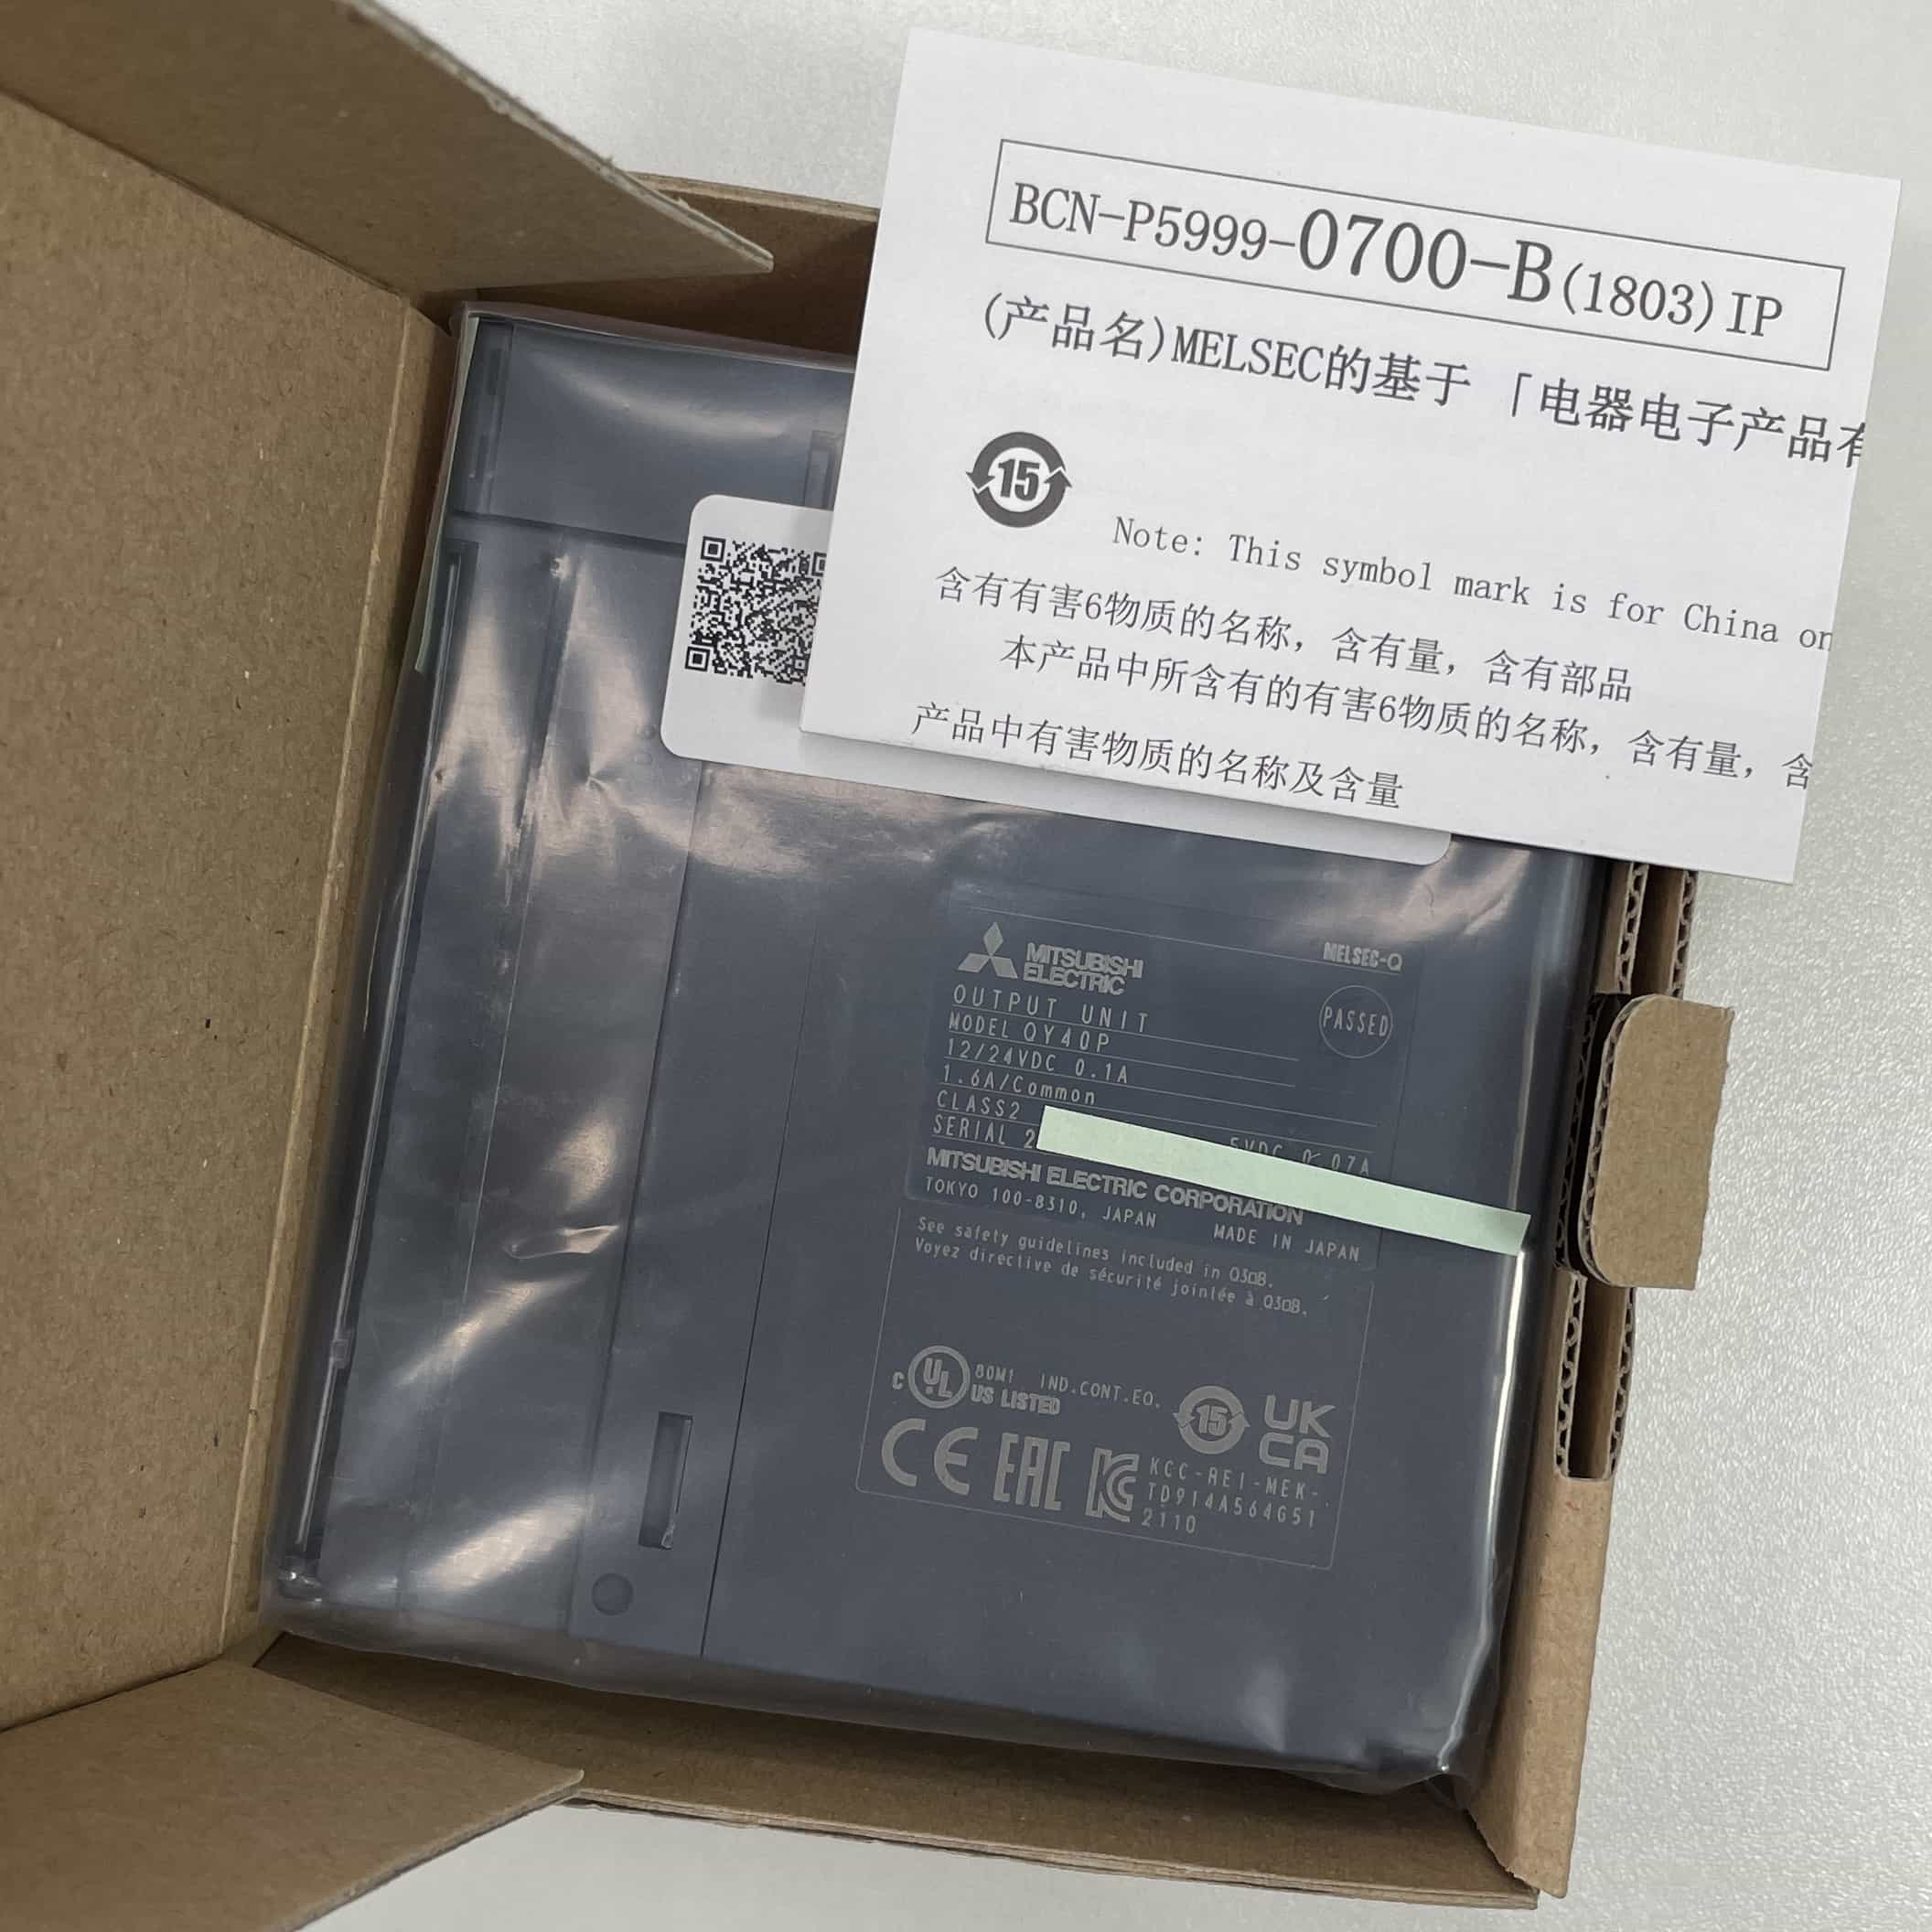 BCN-P5999-0700-B(1803)IP
(产品名)MELSEC的基于「电器电子产品有
15
Note: This symbol mark is for China on
含有有害6物质的名称，含有量，含有部品
本产品中所含有的有害6物质的名称，含有量，含
产品中有害物质的名称及含量
MITSUBISHI ELECTRIC
MELSEC-Q
OUTPUT UNIT
PASSED
MODEL QY40P
12/24VDC 0.1A
1.6A/Common
CLASS2
5VDC 0.07A
SERIAL 2
MITSUBISHI ELECTRIC CORPORATION
TOKYO 100-8310, JAPAN MADE IN JAPAN
See safety guidelines included in Q3□B.
Voyez directive de sécurité jointée à Q3□B.
C UL US LISTED
80M1 IND.CONT.EQ.
15
UK CA
CE EAC KC
KCC-REI-MEK-
TD914A564G51
2110